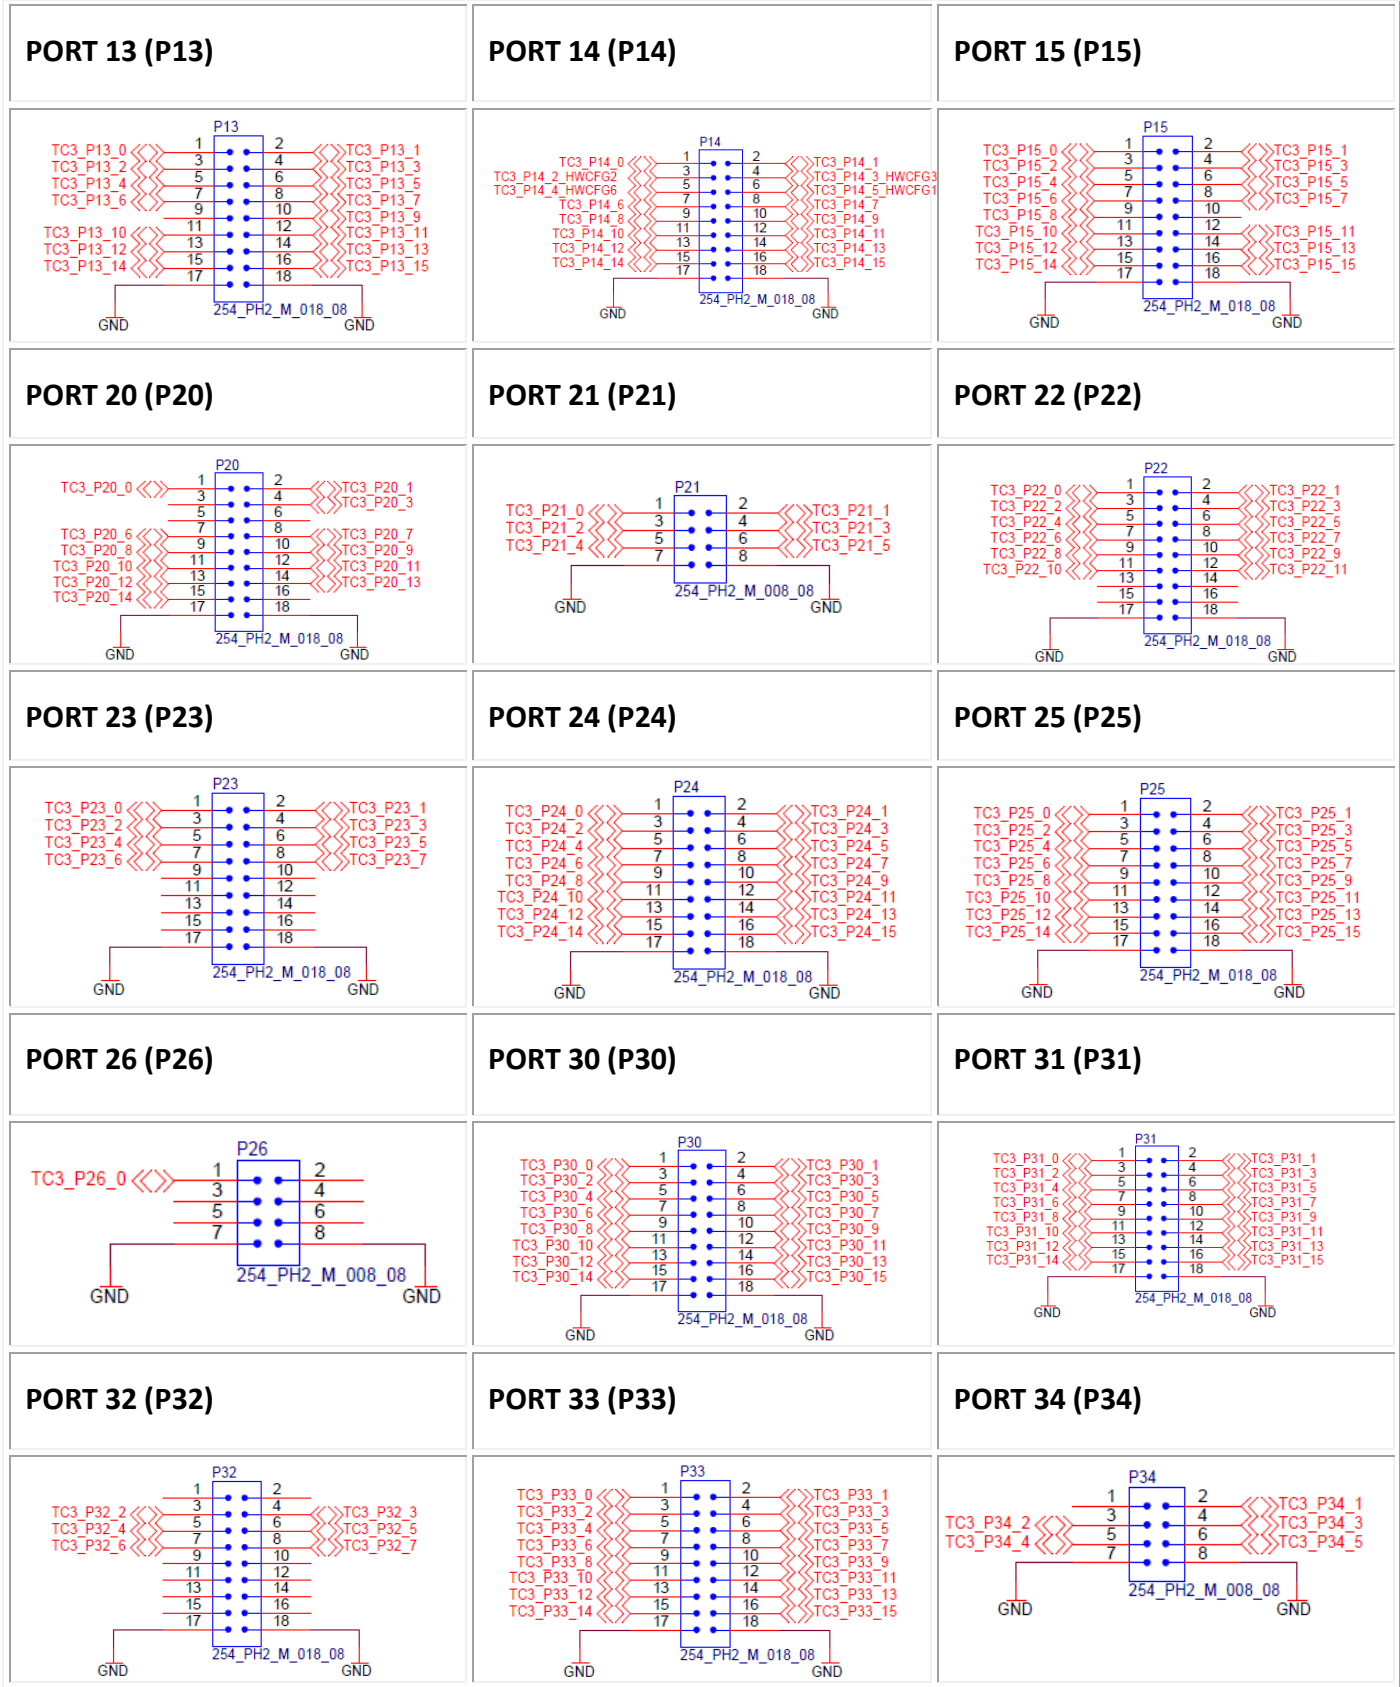 PORT 13 (P13) PORT 14 (P14) PORT 15 (P15)
P13
TC3_P13_0 1 2 TC3_P13_1
TC3_P13_2 3 4 TC3_P13_3
TC3_P13_4 5 6 TC3_P13_5
TC3_P13_6 7 8 TC3_P13_7
9 10 TC3_P13_9
TC3_P13_10 11 12 TC3_P13_11
TC3_P13_12 13 14 TC3_P13_13
TC3_P13_14 15 16 TC3_P13_15
17 18
254_PH2_M_018_08
GND GND
P14
TC3_P14_0 1 2 TC3_P14_1
TC3_P14_2_HWCFG2 3 4 TC3_P14_3_HWCFG3
TC3_P14_4_HWCFG6 5 6 TC3_P14_5_HWCFG1
TC3_P14_6 7 8 TC3_P14_7
TC3_P14_8 9 10 TC3_P14_9
TC3_P14_10 11 12 TC3_P14_11
TC3_P14_12 13 14 TC3_P14_13
TC3_P14_14 15 16 TC3_P14_15
17 18
254_PH2_M_018_08
GND GND
P15
TC3_P15_0 1 2 TC3_P15_1
TC3_P15_2 3 4 TC3_P15_3
TC3_P15_4 5 6 TC3_P15_5
TC3_P15_6 7 8 TC3_P15_7
TC3_P15_8 9 10
TC3_P15_10 11 12 TC3_P15_11
TC3_P15_12 13 14 TC3_P15_13
TC3_P15_14 15 16 TC3_P15_15
17 18
254_PH2_M_018_08
GND GND
PORT 20 (P20) PORT 21 (P21) PORT 22 (P22)
P20
TC3_P20_0 1 2 TC3_P20_1
3 4 TC3_P20_3
5 6
TC3_P20_6 7 8 TC3_P20_7
TC3_P20_8 9 10 TC3_P20_9
TC3_P20_10 11 12 TC3_P20_11
TC3_P20_12 13 14 TC3_P20_13
TC3_P20_14 15 16
17 18
254_PH2_M_018_08
GND GND
P21
TC3_P21_0 1 2 TC3_P21_1
TC3_P21_2 3 4 TC3_P21_3
TC3_P21_4 5 6 TC3_P21_5
7 8
254_PH2_M_008_08
GND GND
P22
TC3_P22_0 1 2 TC3_P22_1
TC3_P22_2 3 4 TC3_P22_3
TC3_P22_4 5 6 TC3_P22_5
TC3_P22_6 7 8 TC3_P22_7
TC3_P22_8 9 10 TC3_P22_9
TC3_P22_10 11 12 TC3_P22_11
13 14
15 16
17 18
254_PH2_M_018_08
GND GND
PORT 23 (P23) PORT 24 (P24) PORT 25 (P25)
P23
TC3_P23_0 1 2 TC3_P23_1
TC3_P23_2 3 4 TC3_P23_3
TC3_P23_4 5 6 TC3_P23_5
TC3_P23_6 7 8 TC3_P23_7
9 10
11 12
13 14
15 16
17 18
254_PH2_M_018_08
GND GND
P24
TC3_P24_0 1 2 TC3_P24_1
TC3_P24_2 3 4 TC3_P24_3
TC3_P24_4 5 6 TC3_P24_5
TC3_P24_6 7 8 TC3_P24_7
TC3_P24_8 9 10 TC3_P24_9
TC3_P24_10 11 12 TC3_P24_11
TC3_P24_12 13 14 TC3_P24_13
TC3_P24_14 15 16 TC3_P24_15
17 18
254_PH2_M_018_08
GND GND
P25
TC3_P25_0 1 2 TC3_P25_1
TC3_P25_2 3 4 TC3_P25_3
TC3_P25_4 5 6 TC3_P25_5
TC3_P25_6 7 8 TC3_P25_7
TC3_P25_8 9 10 TC3_P25_9
TC3_P25_10 11 12 TC3_P25_11
TC3_P25_12 13 14 TC3_P25_13
TC3_P25_14 15 16 TC3_P25_15
17 18
254_PH2_M_018_08
GND GND
PORT 26 (P26) PORT 30 (P30) PORT 31 (P31)
P26
TC3_P26_0 1 2
3 4
5 6
7 8
254_PH2_M_008_08
GND GND
P30
TC3_P30_0 1 2 TC3_P30_1
TC3_P30_2 3 4 TC3_P30_3
TC3_P30_4 5 6 TC3_P30_5
TC3_P30_6 7 8 TC3_P30_7
TC3_P30_8 9 10 TC3_P30_9
TC3_P30_10 11 12 TC3_P30_11
TC3_P30_12 13 14 TC3_P30_13
TC3_P30_14 15 16 TC3_P30_15
17 18
254_PH2_M_018_08
GND GND
P31
TC3_P31_0 1 2 TC3_P31_1
TC3_P31_2 3 4 TC3_P31_3
TC3_P31_4 5 6 TC3_P31_5
TC3_P31_6 7 8 TC3_P31_7
TC3_P31_8 9 10 TC3_P31_9
TC3_P31_10 11 12 TC3_P31_11
TC3_P31_12 13 14 TC3_P31_13
TC3_P31_14 15 16 TC3_P31_15
17 18
254_PH2_M_018_08
GND GND
PORT 32 (P32) PORT 33 (P33) PORT 34 (P34)
P32
1 2
TC3_P32_2 3 4 TC3_P32_3
TC3_P32_4 5 6 TC3_P32_5
TC3_P32_6 7 8 TC3_P32_7
9 10
11 12
13 14
15 16
17 18
254_PH2_M_018_08
GND GND
P33
TC3_P33_0 1 2 TC3_P33_1
TC3_P33_2 3 4 TC3_P33_3
TC3_P33_4 5 6 TC3_P33_5
TC3_P33_6 7 8 TC3_P33_7
TC3_P33_8 9 10 TC3_P33_9
TC3_P33_10 11 12 TC3_P33_11
TC3_P33_12 13 14 TC3_P33_13
TC3_P33_14 15 16 TC3_P33_15
17 18
254_PH2_M_018_08
GND GND
P34
1 2 TC3_P34_1
TC3_P34_2 3 4 TC3_P34_3
TC3_P34_4 5 6 TC3_P34_5
7 8
254_PH2_M_008_08
GND GND